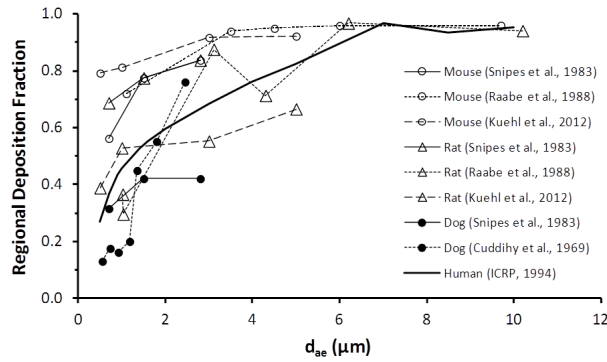 Regional Deposition Fraction
1.0
0.8
0.6
0.4
0.2
0.0
0
2
4
6
8
10
12
dae (μm)
Mouse (Snipes et al., 1983)
Mouse (Raabe et al., 1988)
Mouse (Kuehl et al., 2012)
Rat (Snipes et al., 1983)
Rat (Raabe et al., 1988)
Rat (Kuehl et al., 2012)
Dog (Snipes et al., 1983)
Dog (Cuddihy et al., 1969)
Human (ICRP, 1994)